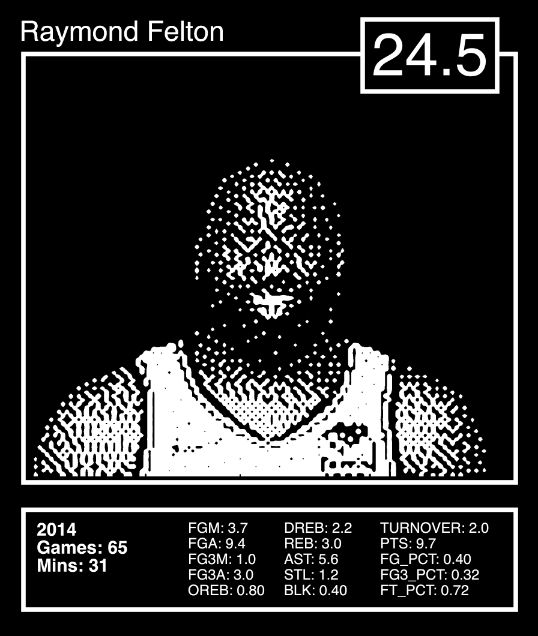 Raymond Felton
24.5
2014
Games: 65
Mins: 31
FGM: 3.7
FGA: 9.4
FG3M: 1.0
FG3A: 3.0
OREB: 0.80
DREB: 2.2
REB: 3.0
AST: 5.6
STL: 1.2
BLK: 0.40
TURNOVER: 2.0
PTS: 9.7
FG_PCT: 0.40
FG3_PCT: 0.32
FT_PCT: 0.72